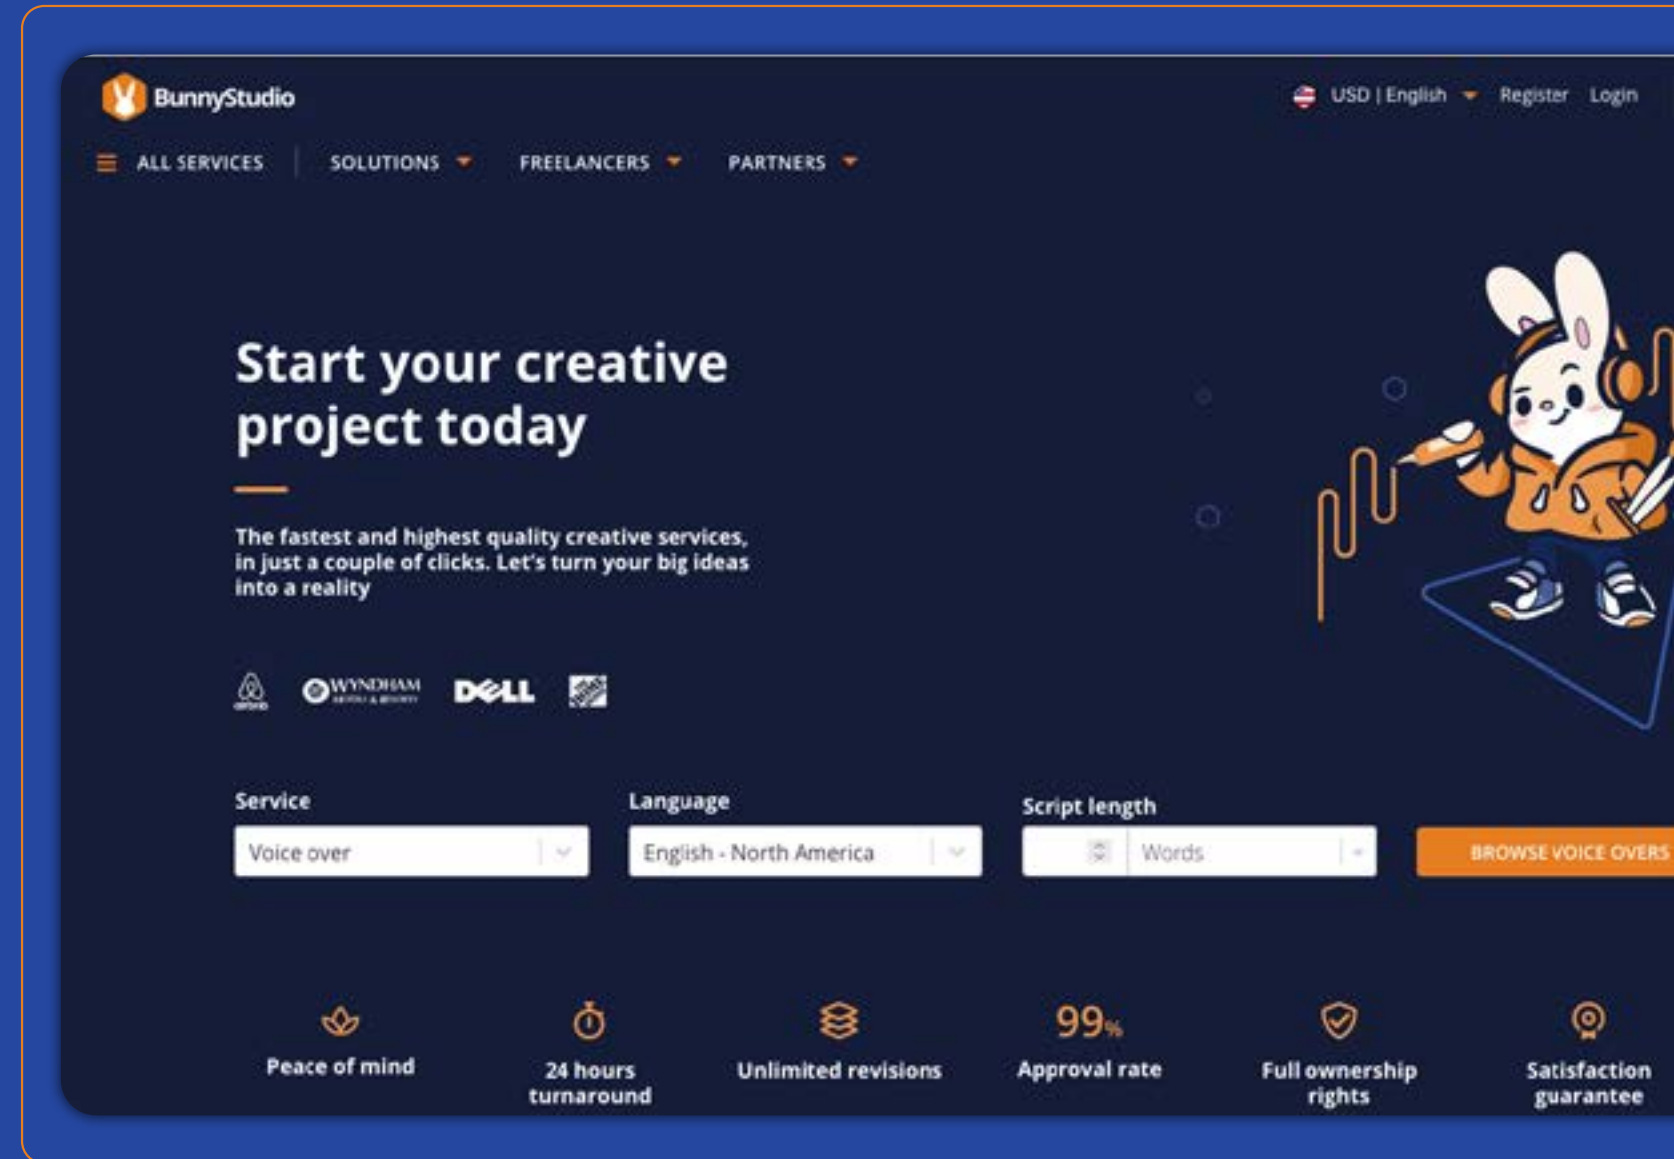 BunnyStudio
USD | English Register Login
ALL SERVICES SOLUTIONS FREELANCERS PARTNERS
Start your creative
project today
The fastest and highest quality creative services,
in just a couple of clicks. Let's turn your big ideas
into a reality
airbnb WYNDHAM DELL
Service Language Script length
Voice over English - North America Words BROWSE VOICE OVERS
99%
Peace of mind 24 hours Unlimited revisions Approval rate Full ownership Satisfaction
turnaround rights guarantee